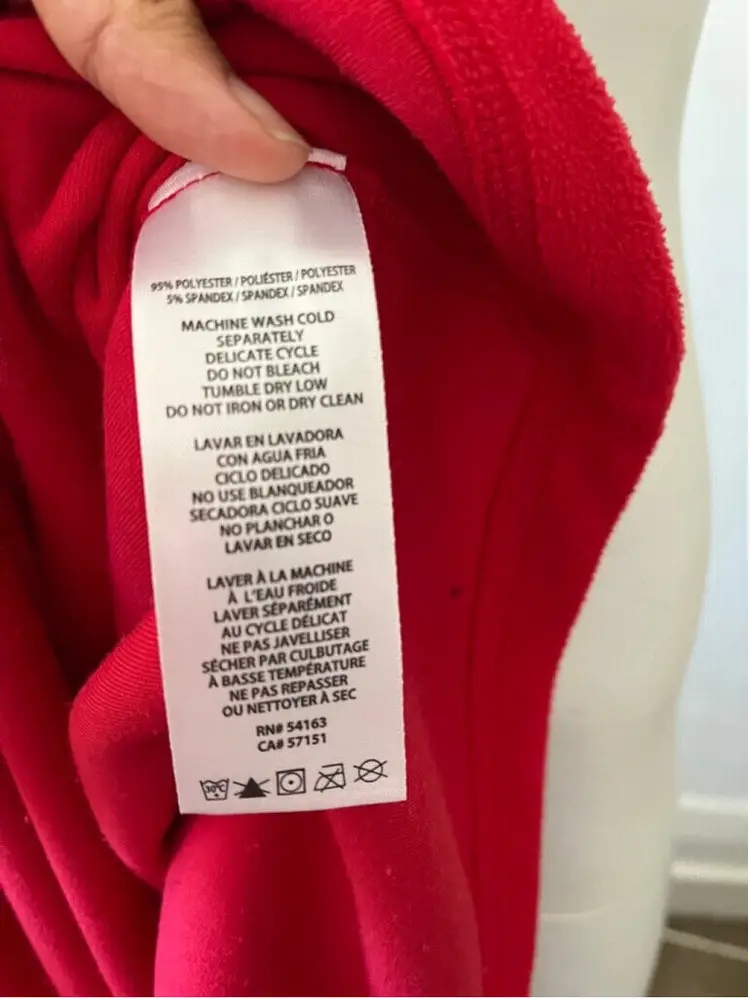 95% POLYESTER / POLIÉSTER / POLYESTER
5% SPANDEX / SPANDEX / SPANDEX
MACHINE WASH COLD
SEPARATELY
DELICATE CYCLE
DO NOT BLEACH
TUMBLE DRY LOW
DO NOT IRON OR DRY CLEAN
LAVAR EN LAVADORA
CON AGUA FRIA
CICLO DELICADO
NO USE BLANQUEADOR
SECADORA CICLO SUAVE
NO PLANCHAR O
LAVAR EN SECO
LAVER À LA MACHINE
À L'EAU FROIDE
LAVER SÉPARÉMENT
AU CYCLE DÉLICAT
NE PAS JAVELLISER
SÉCHER PAR CULBUTAGE
À BASSE TEMPÉRATURE
NE PAS REPASSER
OU NETTOYER À SEC
RN# 54163
CA# 57151
30°C